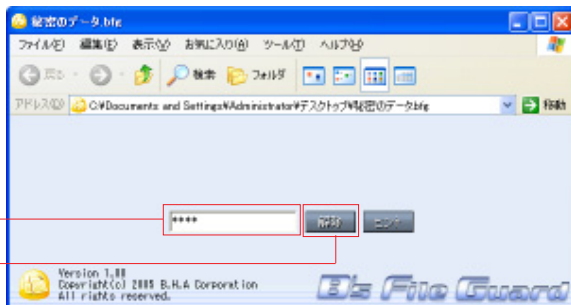 秘密のデータ.bfg
ファイル(F) 編集(E) 表示(V) お気に入り(A) ツール(T) ヘルプ(H)
戻る 検索 フォルダ
アドレス(D) C:¥Documents and Settings¥Administrator¥デスクトップ¥秘密のデータ.bfg 移動
**** 解除 ヒント
Version 1.00
Copyright(c) 2005 B.H.A Corporation
All rights reserved.
B's File Guard